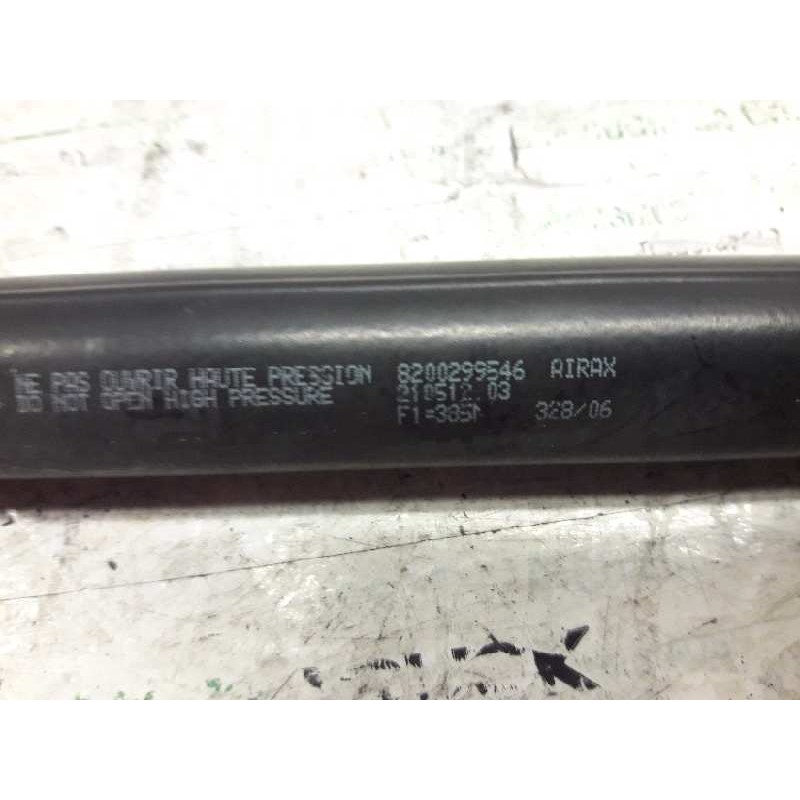 NE PAS OUVRIR HAUTE PRESSION 8200299546 AIRAX
DO NOT OPEN HIGH PRESSURE 210512.03
F1=385N 328/06